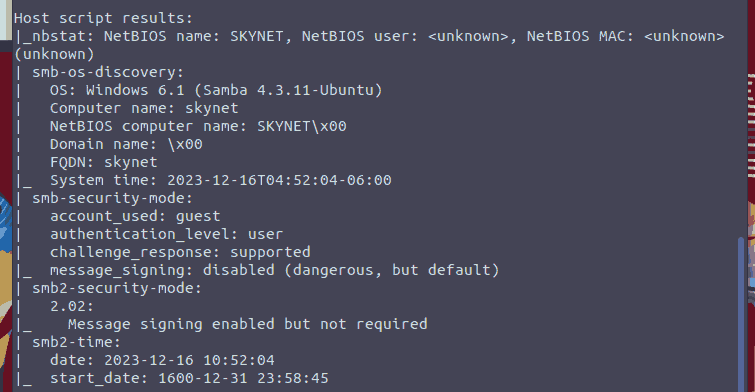 Host script results:
|_nbstat: NetBIOS name: SKYNET, NetBIOS user: <unknown>, NetBIOS MAC: <unknown>
(unknown)
| smb-os-discovery:
|   OS: Windows 6.1 (Samba 4.3.11-Ubuntu)
|   Computer name: skynet
|   NetBIOS computer name: SKYNET\x00
|   Domain name: \x00
|   FQDN: skynet
|_  System time: 2023-12-16T04:52:04-06:00
| smb-security-mode:
|   account_used: guest
|   authentication_level: user
|   challenge_response: supported
|_  message_signing: disabled (dangerous, but default)
| smb2-security-mode:
|   2.02:
|_    Message signing enabled but not required
| smb2-time:
|   date: 2023-12-16 10:52:04
|_  start_date: 1600-12-31 23:58:45